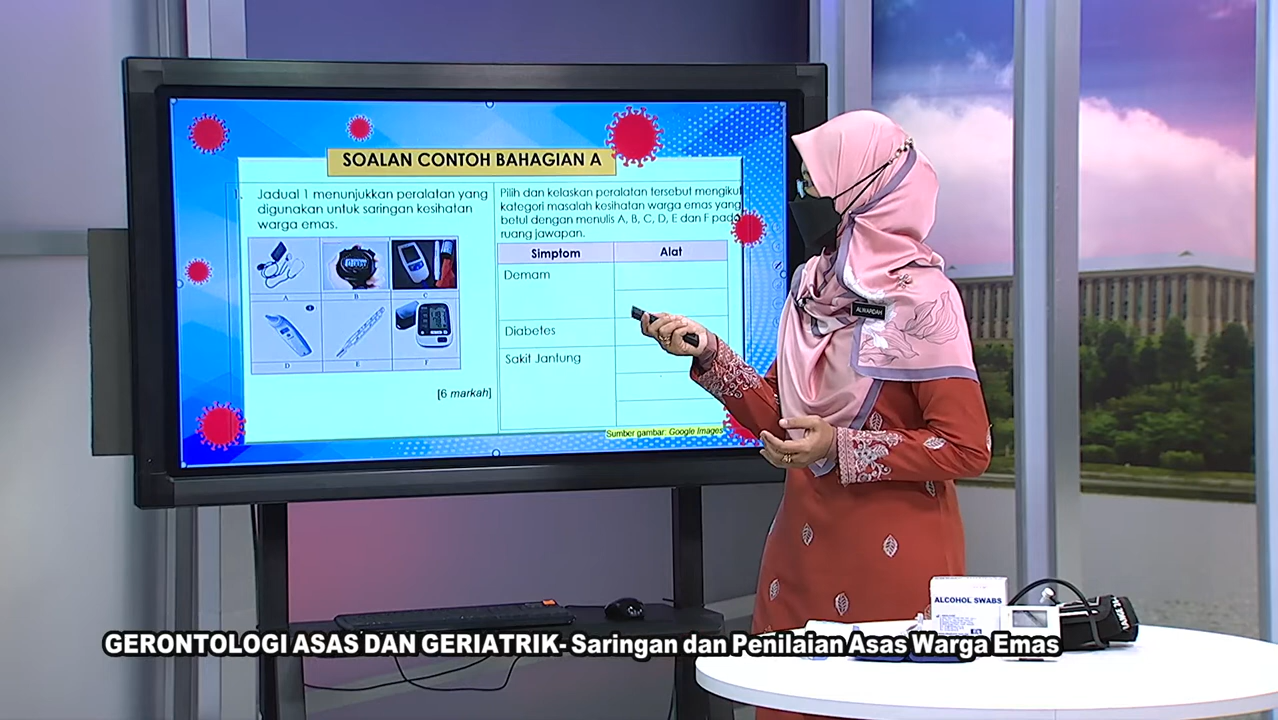 SOALAN CONTOH BAHAGIAN A
1. Jadual 1 menunjukkan peralatan yang
digunakan untuk saringan kesihatan
warga emas.
A B C
D E F
[6 markah]
Pilih dan kelaskan peralatan tersebut mengikut
kategori masalah kesihatan warga emas yang
betul dengan menulis A, B, C, D, E dan F pada
ruang jawapan.
Simptom Alat
Demam
Diabetes
Sakit Jantung
Sumber gambar: Google Images
ALWARDAH
ALCOHOL SWABS
GERONTOLOGI ASAS DAN GERIATRIK- Saringan dan Penilaian Asas Warga Emas